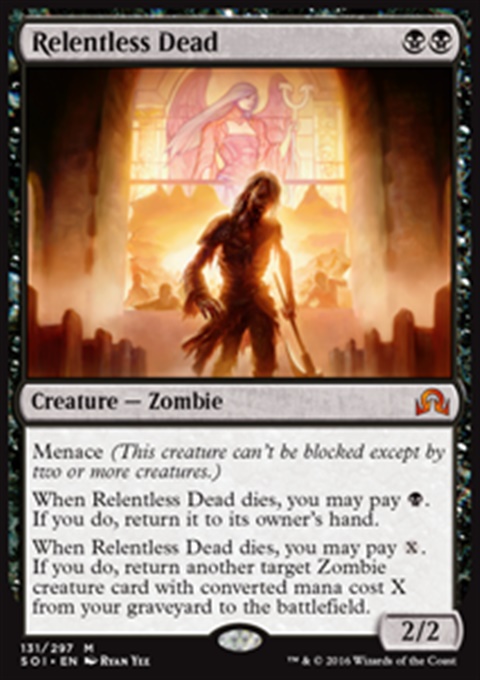 Relentless Dead
Creature — Zombie
Menace (This creature can't be blocked except by
two or more creatures.)
When Relentless Dead dies, you may pay .
If you do, return it to its owner's hand.
When Relentless Dead dies, you may pay X.
If you do, return another target Zombie
creature card with converted mana cost X
from your graveyard to the battlefield.
2/2
131/297 M
SOI • EN Ryan Yee
™ & © 2016 Wizards of the Coast